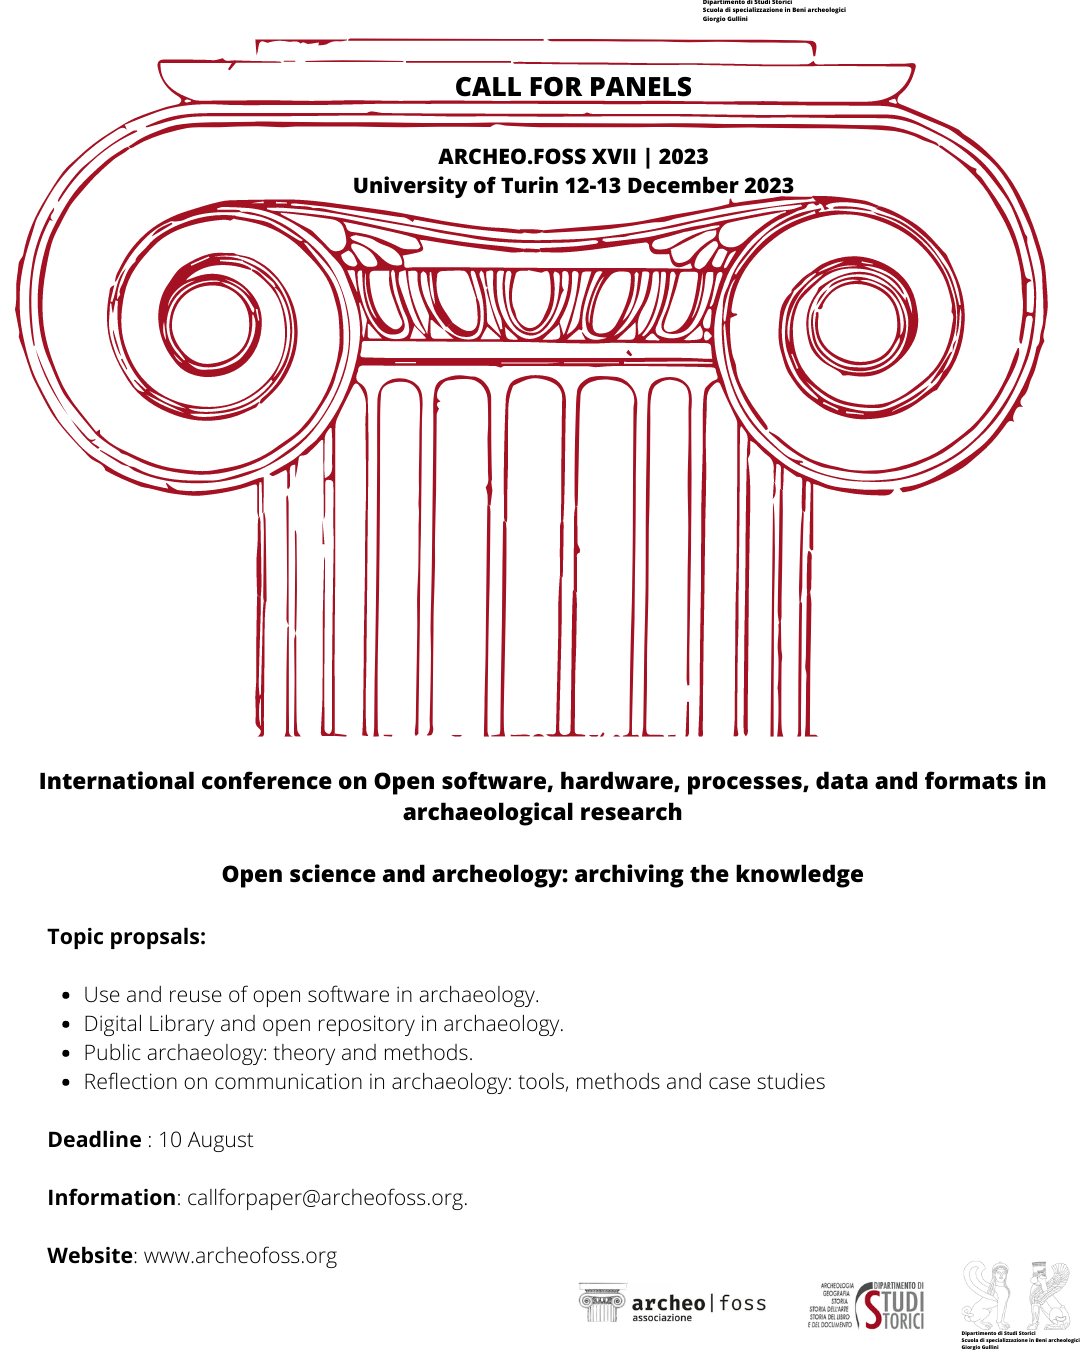 Dipartimento di Studi Storici
Scuola di specializzazione in Beni archeologici
Giorgio Gullini
CALL FOR PANELS
ARCHEO.FOSS XVII | 2023
University of Turin 12-13 December 2023
International conference on Open software, hardware, processes, data and formats in
archaeological research
Open science and archeology: archiving the knowledge
Topic propsals:
• Use and reuse of open software in archaeology.
• Digital Library and open repository in archaeology.
• Public archaeology: theory and methods.
• Reflection on communication in archaeology: tools, methods and case studies
Deadline : 10 August
Information: callforpaper@archeofoss.org.
Website: www.archeofoss.org
archeo|foss
associazione
ARCHEOLOGIA
GEOGRAFIA
STORIA
STORIA DELL'ARTE
STORIA DEL LIBRO
E DEL DOCUMENTO
DIPARTIMENTO DI
STUDI
STORICI
Dipartimento di Studi Storici
Scuola di specializzazione in Beni archeologici
Giorgio Gullini